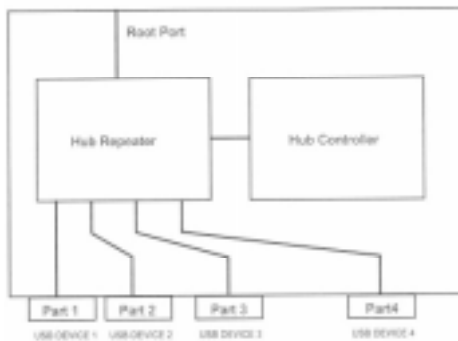 Root Port
Hub Repeater
Hub Controller
Part 1
Part 2
Part 3
Part4
USB DEVICE 1
USB DEVICE 2
USB DEVICE 3
USB DEVICE 4